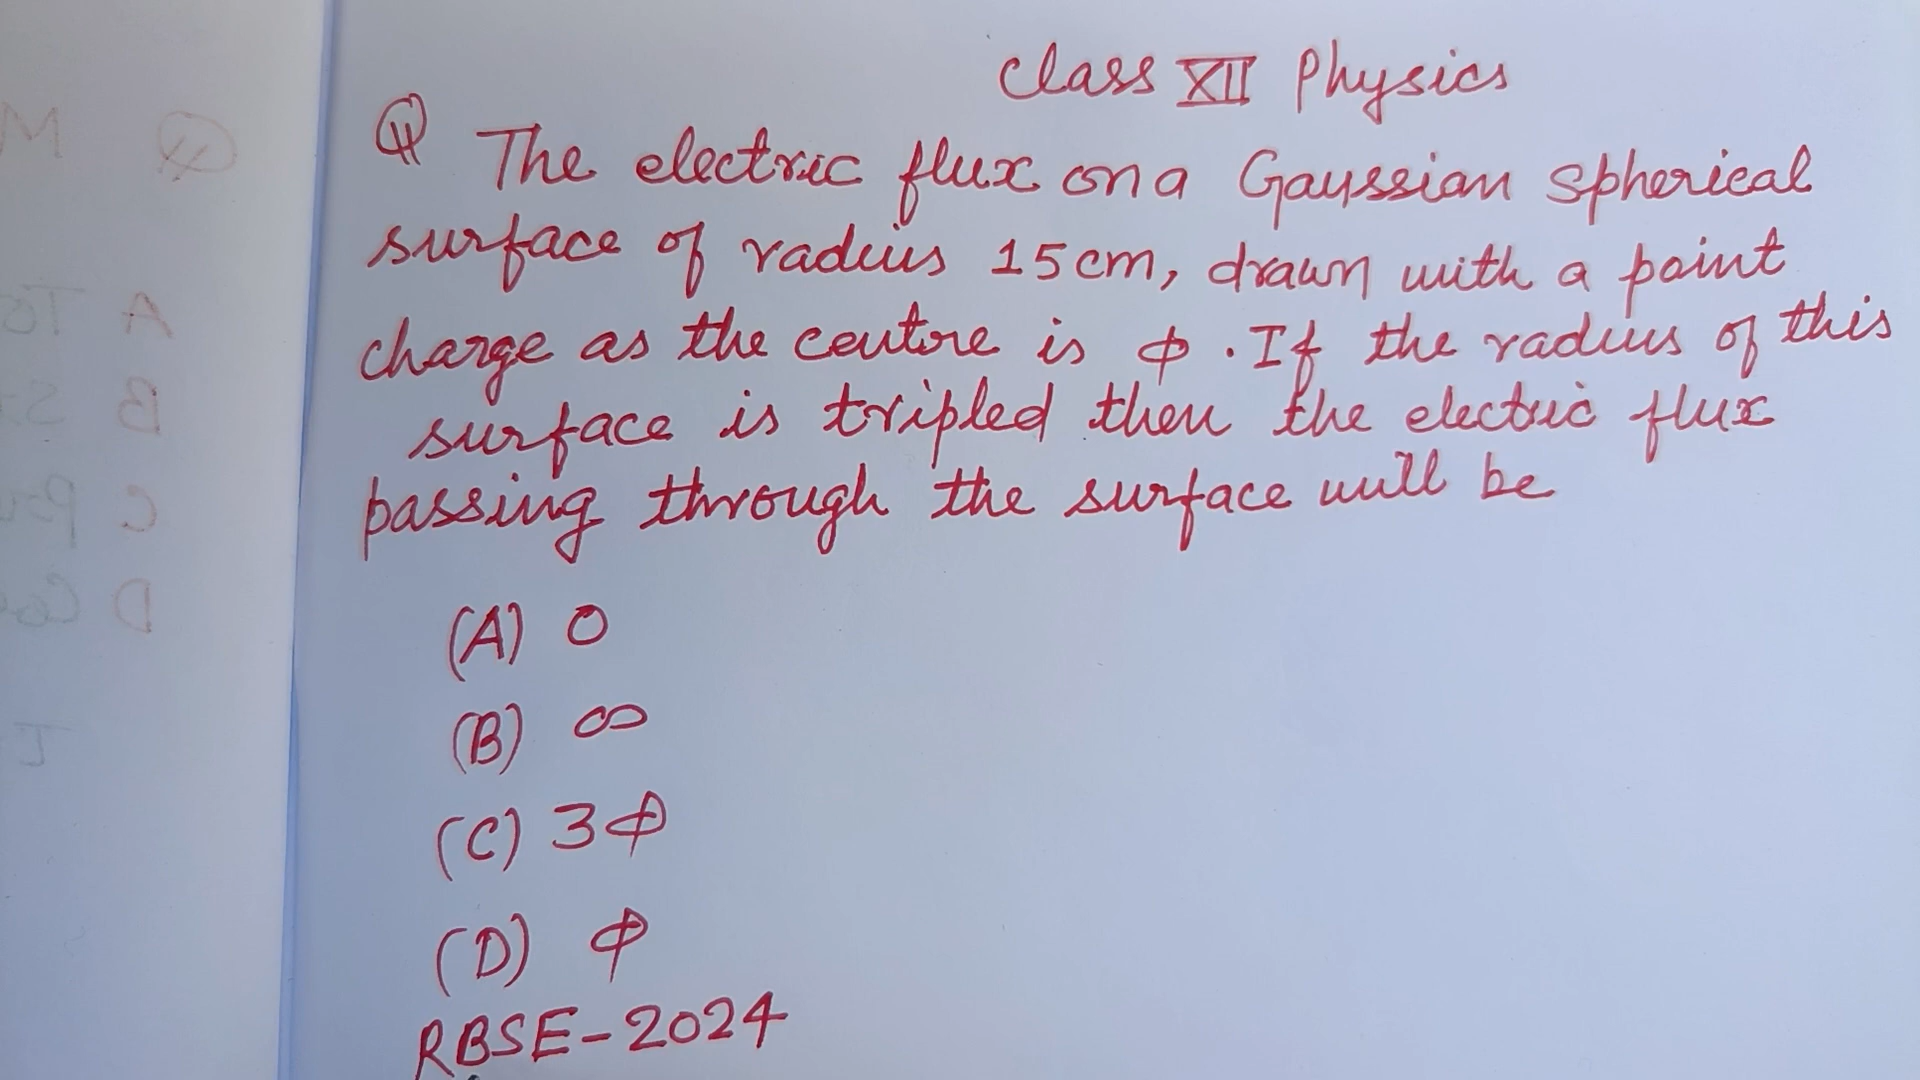 Class XII Physics
Q The electric flux on a Gaussian spherical
surface of radius 15cm, drawn with a point
charge as the centre is ϕ. If the radius of this
surface is tripled then the electric flux
passing through the surface will be
(A) 0
(B) ∞
(C) 3ϕ
(D) ϕ
RBSE-2024